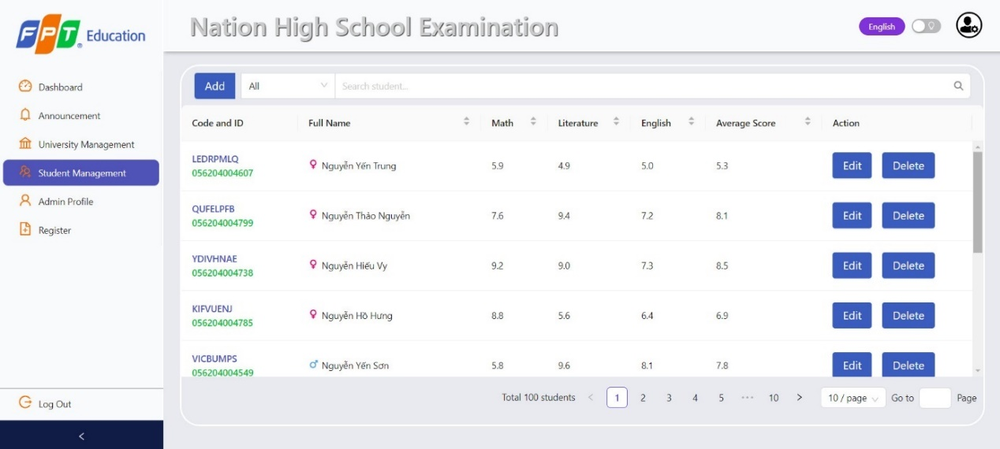 FPT Education
Nation High School Examination
English
Dashboard
Announcement
University Management
Student Management
Admin Profile
Register
Log Out
Add All Search student...
Code and ID Full Name Math Literature English Average Score Action
LEDRPMLQ
056204004607 Nguyễn Yến Trung 5.9 4.9 5.0 5.3 Edit Delete
QUFELPFB
056204004799 Nguyễn Thảo Nguyễn 7.6 9.4 7.2 8.1 Edit Delete
YDIVHNAE
056204004738 Nguyễn Hiếu Vy 9.2 9.0 7.3 8.5 Edit Delete
KIFVUENJ
056204004785 Nguyễn Hồ Hưng 8.8 5.6 6.4 6.9 Edit Delete
VICBUMPS
056204004549 Nguyễn Yến Sơn 5.8 9.6 8.1 7.8 Edit Delete
Total 100 students < 1 2 3 4 5 ••• 10 > 10 / page Go to Page